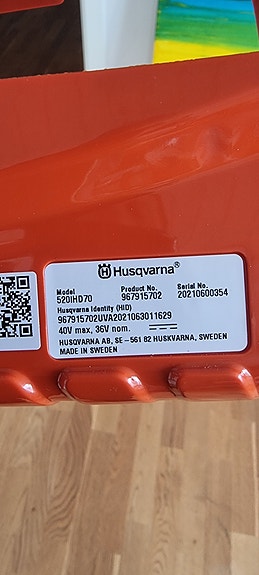 Husqvarna®
Model Product No. Serial No.
520iHD70 967915702 20210600354
Husqvarna Identity (HID)
967915702UVA2021063011629
40V max, 36V nom.
HUSQVARNA AB, SE – 561 82 HUSKVARNA, SWEDEN
MADE IN SWEDEN